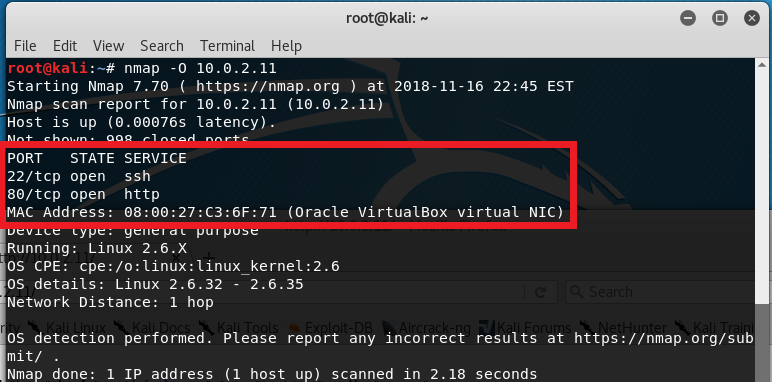 root@kali: ~
File Edit View Search Terminal Help
root@kali:~# nmap -O 10.0.2.11
Starting Nmap 7.70 ( https://nmap.org ) at 2018-11-16 22:45 EST
Nmap scan report for 10.0.2.11 (10.0.2.11)
Host is up (0.00076s latency).
Not shown: 998 closed ports
PORT STATE SERVICE
22/tcp open ssh
80/tcp open http
MAC Address: 08:00:27:C3:6F:71 (Oracle VirtualBox virtual NIC)
Device type: general purpose
Running: Linux 2.6.X
OS CPE: cpe:/o:linux:linux_kernel:2.6
OS details: Linux 2.6.32 - 2.6.35
Search
Network Distance: 1 hop
Kali Linux Kali Docs Kali Tools Exploit-DB Aircrack-ng Kali Forums NetHunter Kali Traini
OS detection performed. Please report any incorrect results at https://nmap.org/sub
mit/ .
Nmap done: 1 IP address (1 host up) scanned in 2.18 seconds